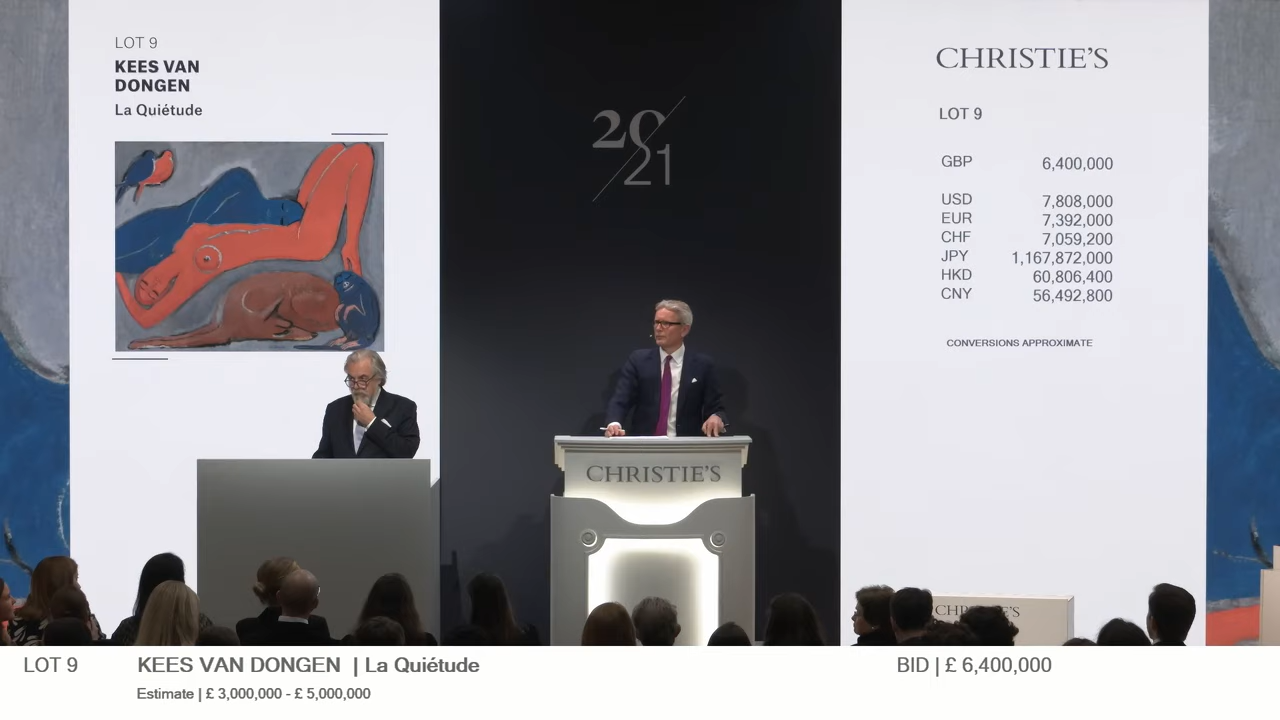 LOT 9
KEES VAN
DONGEN
La Quiétude
20
21
CHRISTIE'S
LOT 9
GBP 6,400,000
USD 7,808,000
EUR 7,392,000
CHF 7,059,200
JPY 1,167,872,000
HKD 60,806,400
CNY 56,492,800
CONVERSIONS APPROXIMATE
CHRISTIE'S
CHRISTIE'S
LOT 9 KEES VAN DONGEN | La Quiétude BID | £ 6,400,000
Estimate | £ 3,000,000 - £ 5,000,000